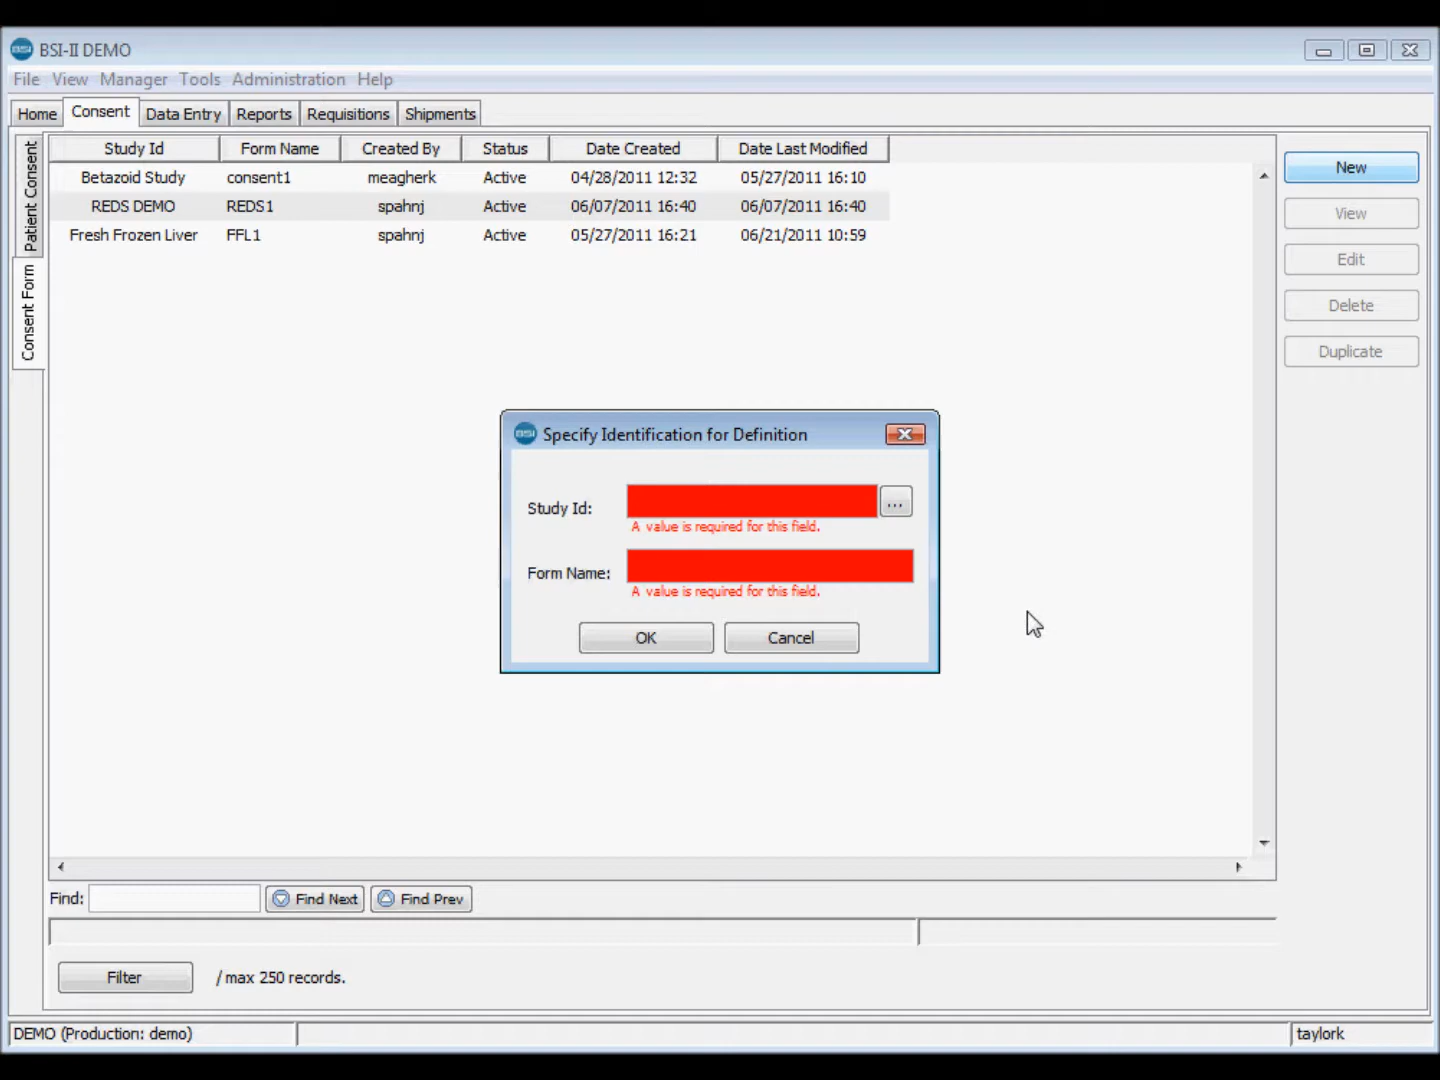 BSI BSI-II DEMO
File View Manager Tools Administration Help
Home Consent Data Entry Reports Requisitions Shipments
Patient Consent
Consent Form
Study Id Form Name Created By Status Date Created Date Last Modified
Betazoid Study consent1 meagherk Active 04/28/2011 12:32 05/27/2011 16:10
REDS DEMO REDS1 spahnj Active 06/07/2011 16:40 06/07/2011 16:40
Fresh Frozen Liver FFL1 spahnj Active 05/27/2011 16:21 06/21/2011 10:59
New
View
Edit
Delete
Duplicate
BSI Specify Identification for Definition
Study Id: ...
A value is required for this field.
Form Name:
A value is required for this field.
OK Cancel
Find: Find Next Find Prev
Filter / max 250 records.
DEMO (Production: demo) taylork